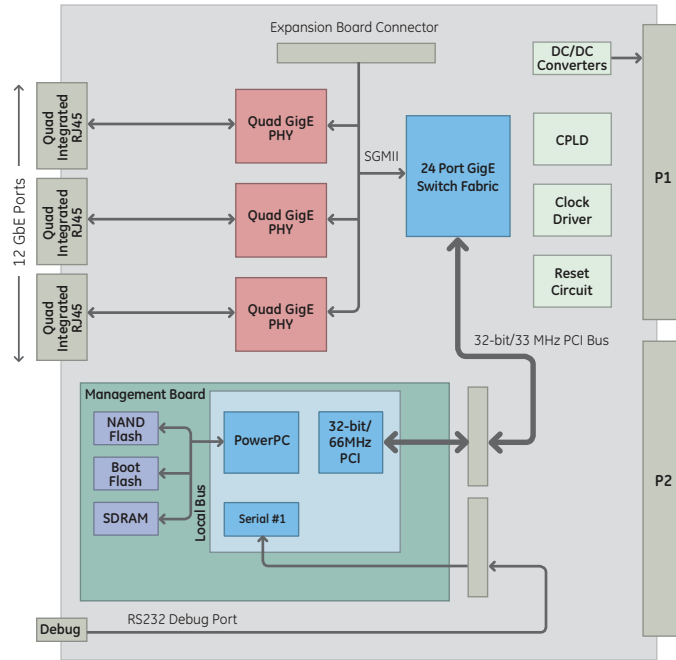 Expansion Board Connector
DC/DC
Converters
Quad
Integrated
RJ45
Quad GigE
PHY
SGMII
24 Port GigE
Switch Fabric
CPLD
P1
12 GbE Ports
Quad
Integrated
RJ45
Quad GigE
PHY
Clock
Driver
Quad
Integrated
RJ45
Quad GigE
PHY
Reset
Circuit
32-bit/33 MHz PCI Bus
Management Board
NAND
Flash
PowerPC
32-bit/
66MHz
PCI
Boot
Flash
P2
Local Bus
SDRAM
Serial #1
RS232 Debug Port
Debug